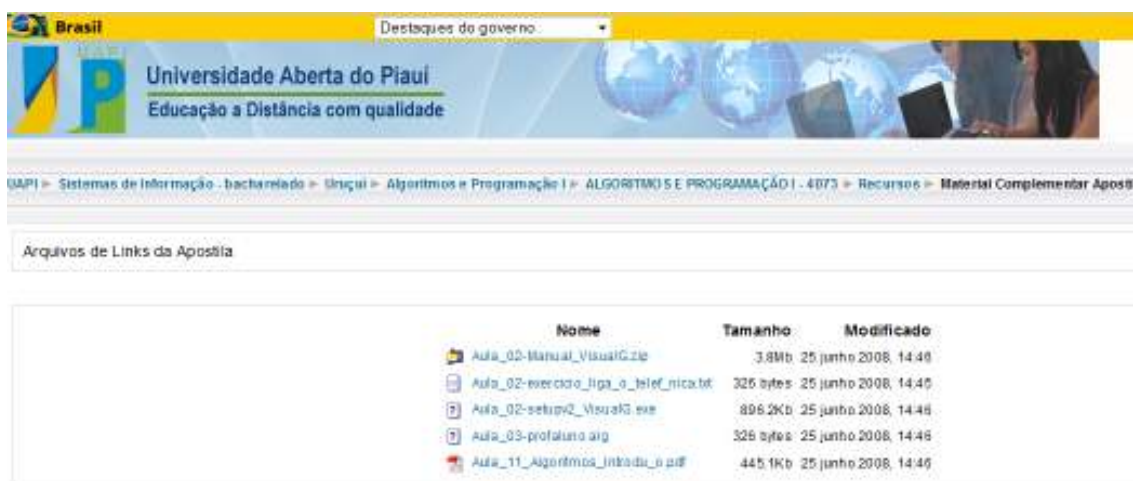 Brasil
Destaques do governo
UAPI
Universidade Aberta do Piauí
Educação a Distância com qualidade
UAPI ► Sistemas de Informação - bacharelado ► Uruçuí ► Algoritmos e Programação I ► ALGORITMOS E PROGRAMAÇÃO I - 4073 ► Recursos ► Material Complementar Aposti
Arquivos de Links da Apostila
Nome Tamanho Modificado
Aula_02-Manual_VisualG.zip 3.8Mb 25 junho 2008, 14:46
Aula_02-exercicio_liga_o_telef_nica.txt 326 bytes 25 junho 2008, 14:46
Aula_02-setupv2_VisualG.exe 896.2Kb 25 junho 2008, 14:46
Aula_03-profaluno.alg 326 bytes 25 junho 2008, 14:46
Aula_11_Algoritmos_Introdu_o.pdf 445.1Kb 25 junho 2008, 14:46